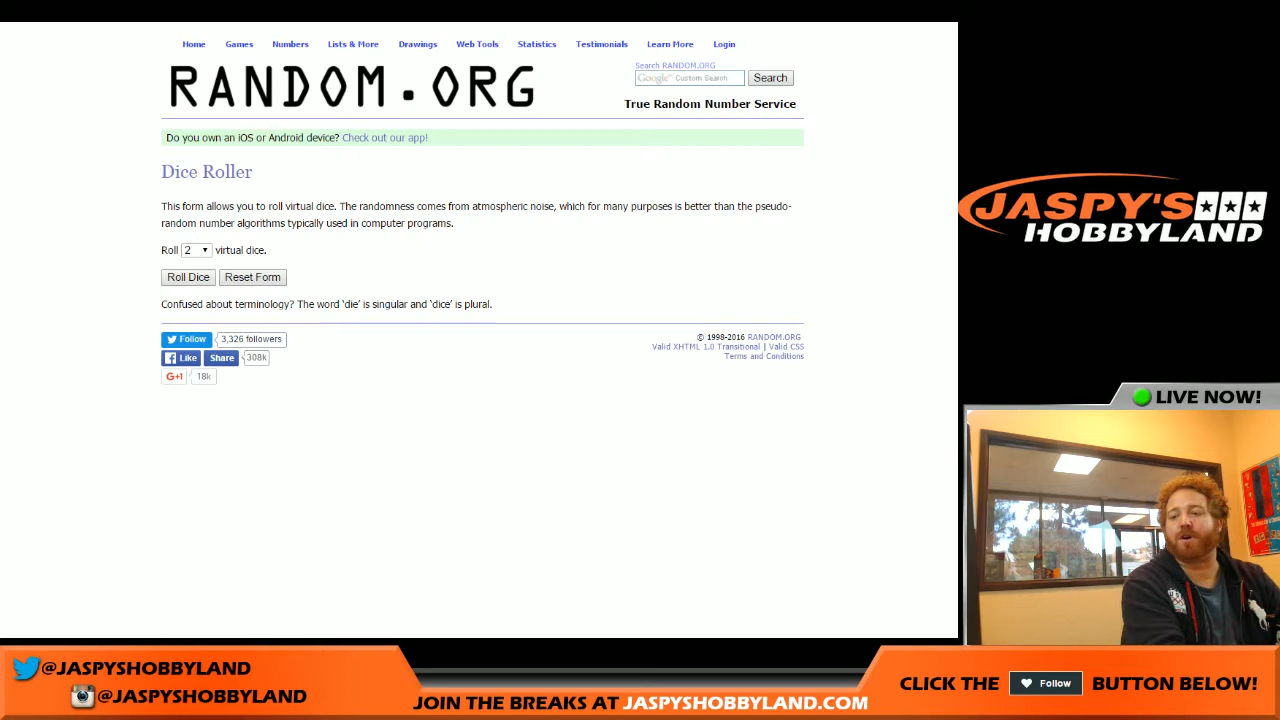 Home Games Numbers Lists & More Drawings Web Tools Statistics Testimonials Learn More Login
RANDOM.ORG
Search RANDOM.ORG
Google™ Custom Search Search
True Random Number Service
Do you own an iOS or Android device? Check out our app!
Dice Roller
This form allows you to roll virtual dice. The randomness comes from atmospheric noise, which for many purposes is better than the pseudo-
random number algorithms typically used in computer programs.
Roll 2 virtual dice.
Roll Dice Reset Form
Confused about terminology? The word ‘die’ is singular and ‘dice’ is plural.
Follow 3,326 followers
Like Share 308k
G+1 18k
© 1998-2016 RANDOM.ORG
Valid XHTML 1.0 Transitional | Valid CSS
Terms and Conditions
JASPY'S
HOBBYLAND
LIVE NOW!
@JASPYSHOBBYLAND
@JASPYSHOBBYLAND
JOIN THE BREAKS AT JASPYSHOBBYLAND.COM
CLICK THE Follow BUTTON BELOW!